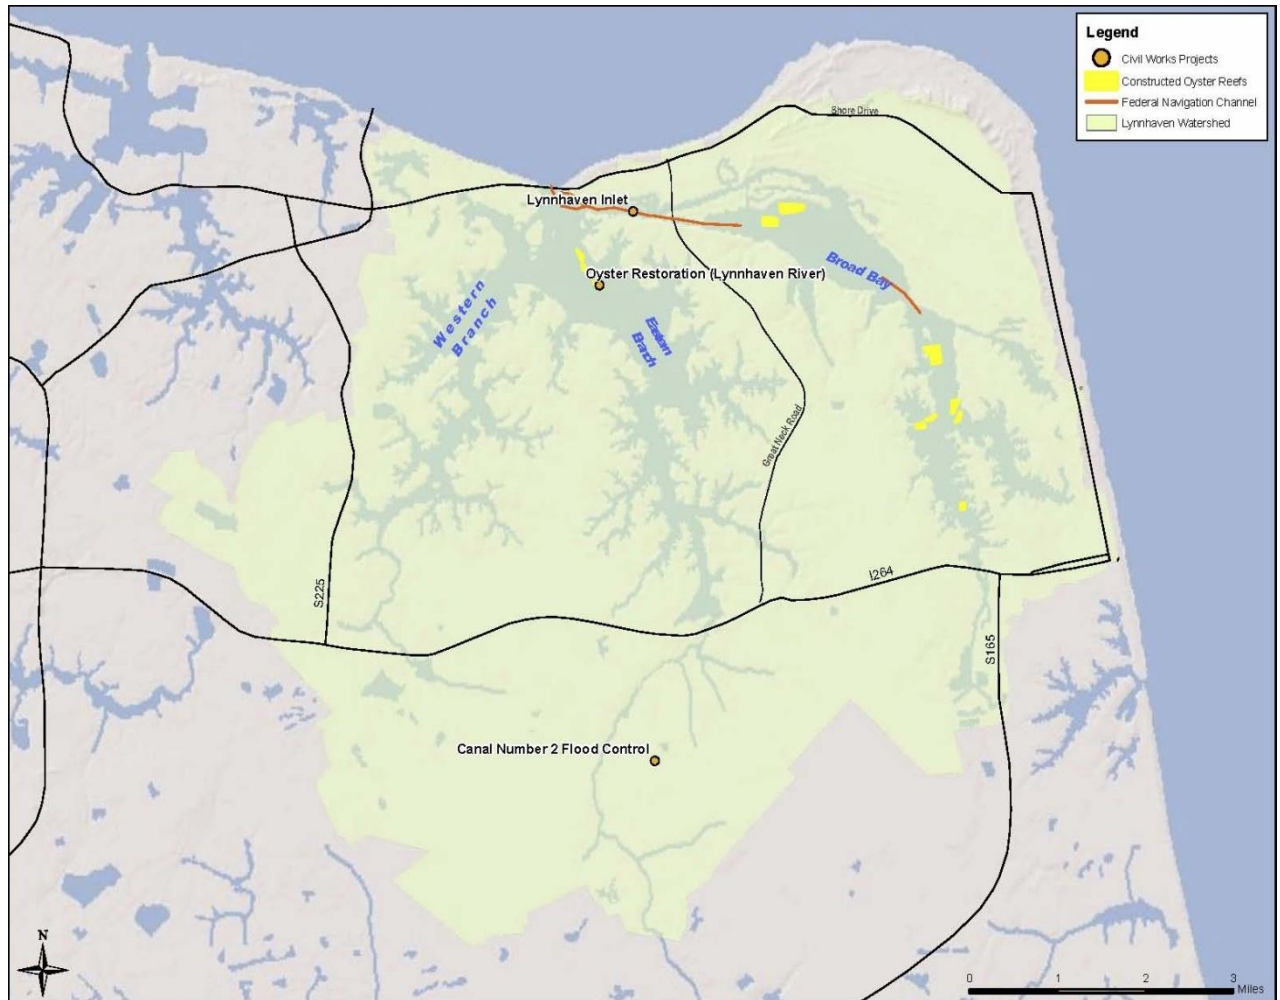 Legend
Civil Works Projects
Constructed Oyster Reefs
Federal Navigation Channel
Lynnhaven Watershed
Shore Drive
Lynnhaven Inlet
Oyster Restoration (Lynnhaven River)
Broad Bay
Western
Branch
Eastern
Branch
Great Neck Road
I264
S225
S165
Canal Number 2 Flood Control
N
0 1 2 3
Miles